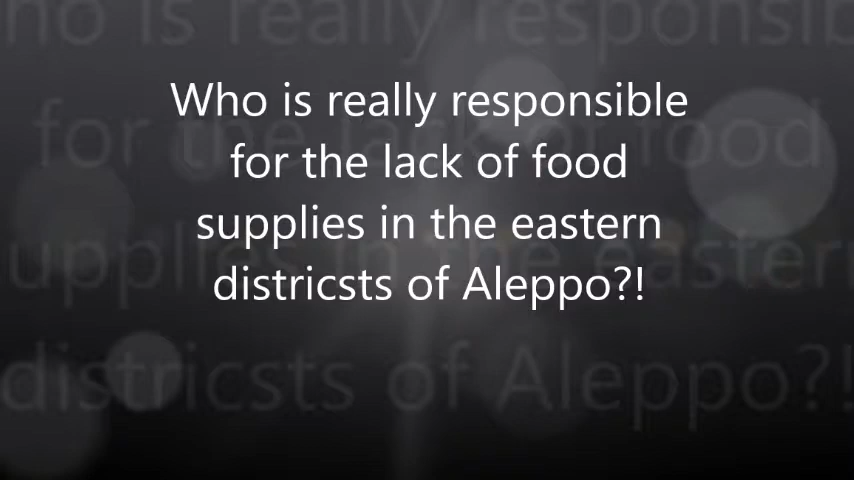 Who is really responsible
for the lack of food
supplies in the eastern
districsts of Aleppo?!